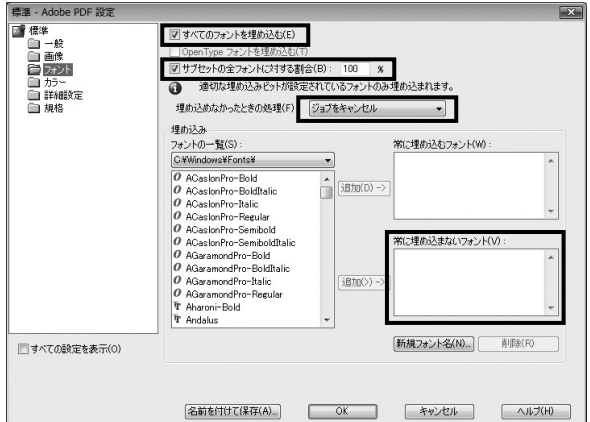 標準 - Adobe PDF 設定
標準
一般
画像
フォント
カラー
詳細設定
規格
すべてのフォントを埋め込む(E)
OpenType フォントを埋め込む(T)
サブセットの全フォントに対する割合(B): 100 %
適切な埋め込みビットが設定されているフォントのみ埋め込まれます。
埋め込めなかったときの処理(F) ジョブをキャンセル
埋め込み
フォントの一覧(S):
C:¥Windows¥Fonts¥
ACaslonPro-Bold
ACaslonPro-BoldItalic
ACaslonPro-Italic
ACaslonPro-Regular
ACaslonPro-Semibold
ACaslonPro-SemiboldItalic
AGaramondPro-Bold
AGaramondPro-BoldItalic
AGaramondPro-Italic
AGaramondPro-Regular
Aharoni-Bold
Andalus
追加(D) ->
追加(>) ->
常に埋め込むフォント(W):
常に埋め込まないフォント(V):
新規フォント名(N)...
削除(R)
すべての設定を表示(O)
名前を付けて保存(A)...
OK
キャンセル
ヘルプ(H)